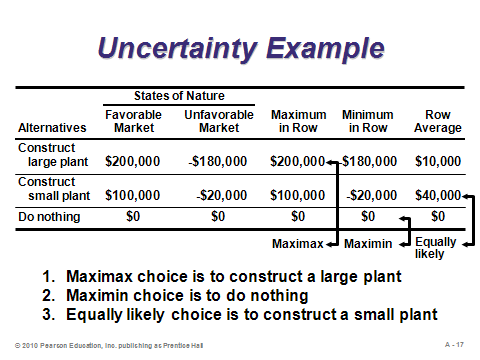 Uncertainty Example
States of Nature
Favorable Unfavorable Maximum Minimum Row
Alternatives Market Market in Row in Row Average
Construct
large plant $200,000 -$180,000 $200,000 -$180,000 $10,000
Construct
small plant $100,000 -$20,000 $100,000 -$20,000 $40,000
Do nothing $0 $0 $0 $0 $0
Maximax Maximin Equally
likely
1. Maximax choice is to construct a large plant
2. Maximin choice is to do nothing
3. Equally likely choice is to construct a small plant
© 2010 Pearson Education, Inc. publishing as Prentice Hall A - 17